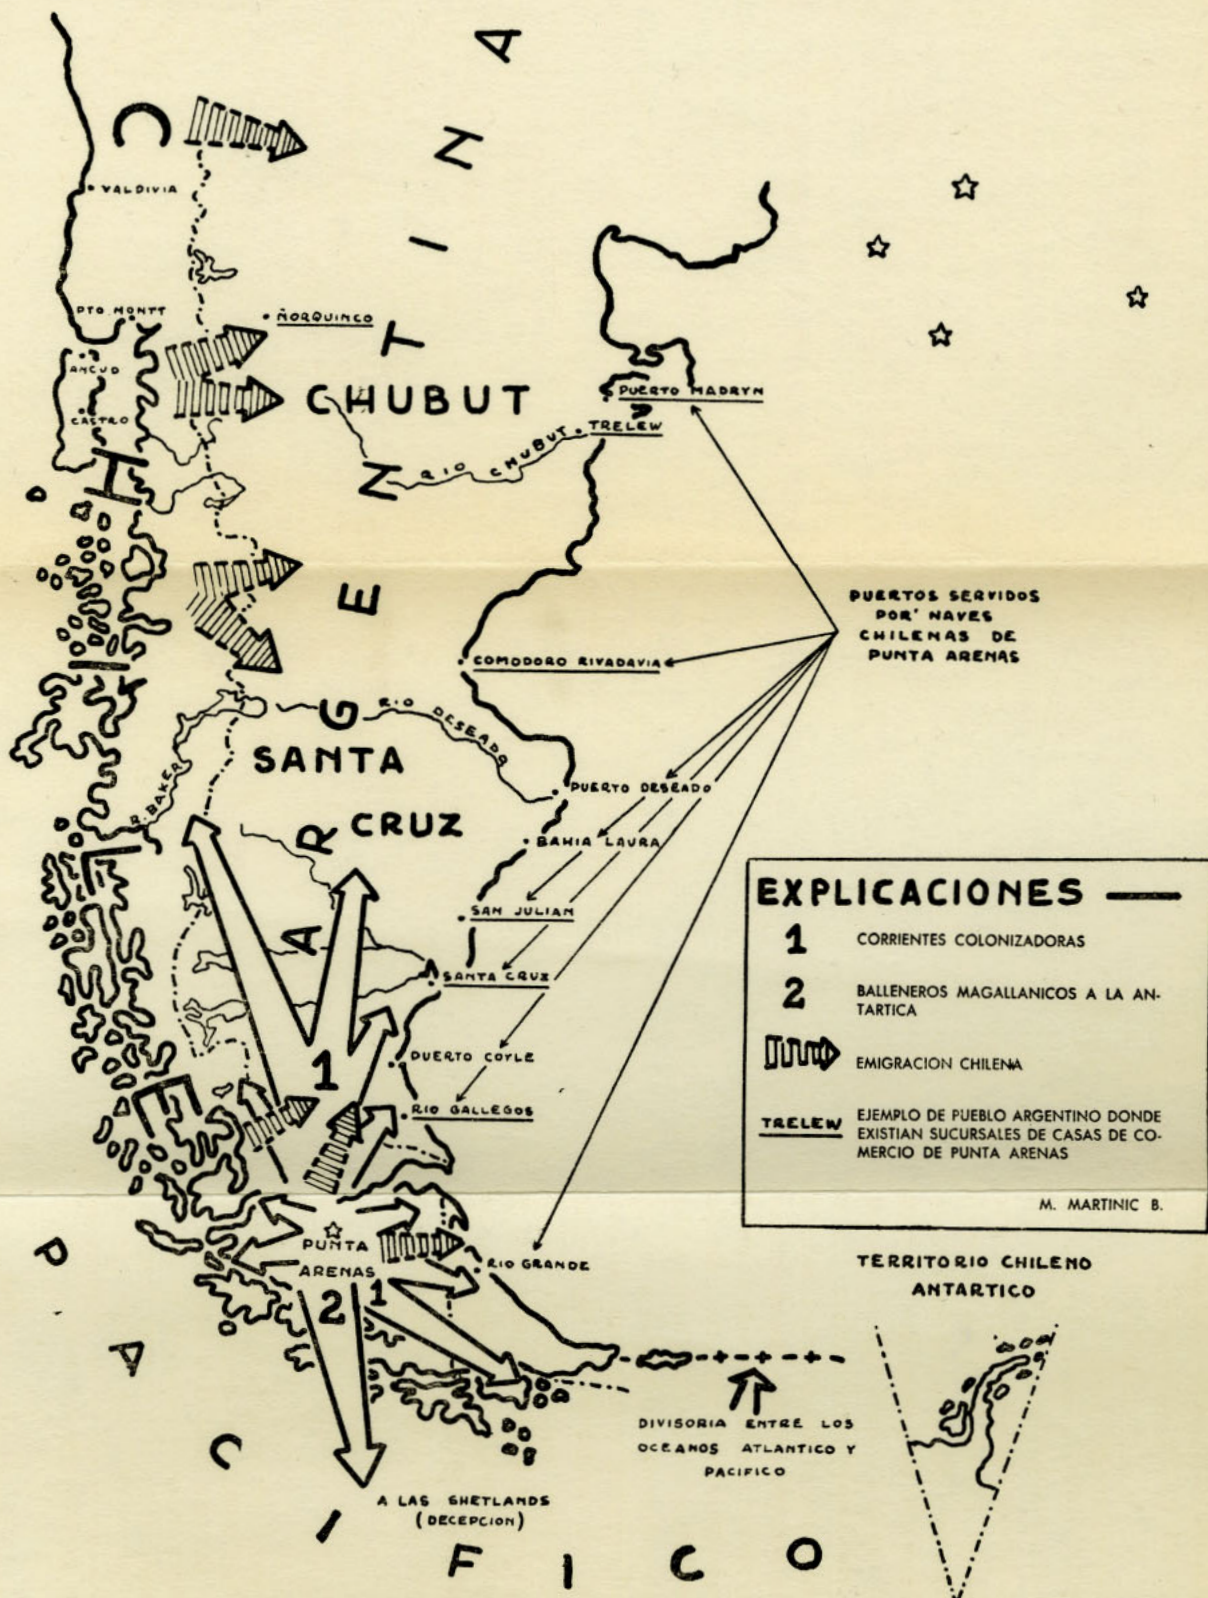 CHILE
ARGENTINA
VALDIVIA
PTO. MONTT
ÑORQUINCO
ANCUD
CASTRO
CHUBUT
PUERTO MADRYN
TRELEW
RIO CHUBUT
PUERTOS SERVIDOS
POR NAVES
CHILENAS DE
PUNTA ARENAS
COMODORO RIVADAVIA
RIO DESEADO
SANTA
CRUZ
R. BAKER
PUERTO DESEADO
BAHIA LAURA
SAN JULIAN
SANTA CRUZ
PUERTO COYLE
RIO GALLEGOS
1
PUNTA
ARENAS
RIO GRANDE
2
1
EXPLICACIONES
1 CORRIENTES COLONIZADORAS
2 BALLENEROS MAGALLANICOS A LA AN-
TARTICA
EMIGRACION CHILENA
TRELEW EJEMPLO DE PUEBLO ARGENTINO DONDE
EXISTIAN SUCURSALES DE CASAS DE CO-
MERCIO DE PUNTA ARENAS
M. MARTINIC B.
TERRITORIO CHILENO
ANTARTICO
DIVISORIA ENTRE LOS
OCEANOS ATLANTICO Y
PACIFICO
A LAS SHETLANDS
(DECEPCION)
PACIFICO